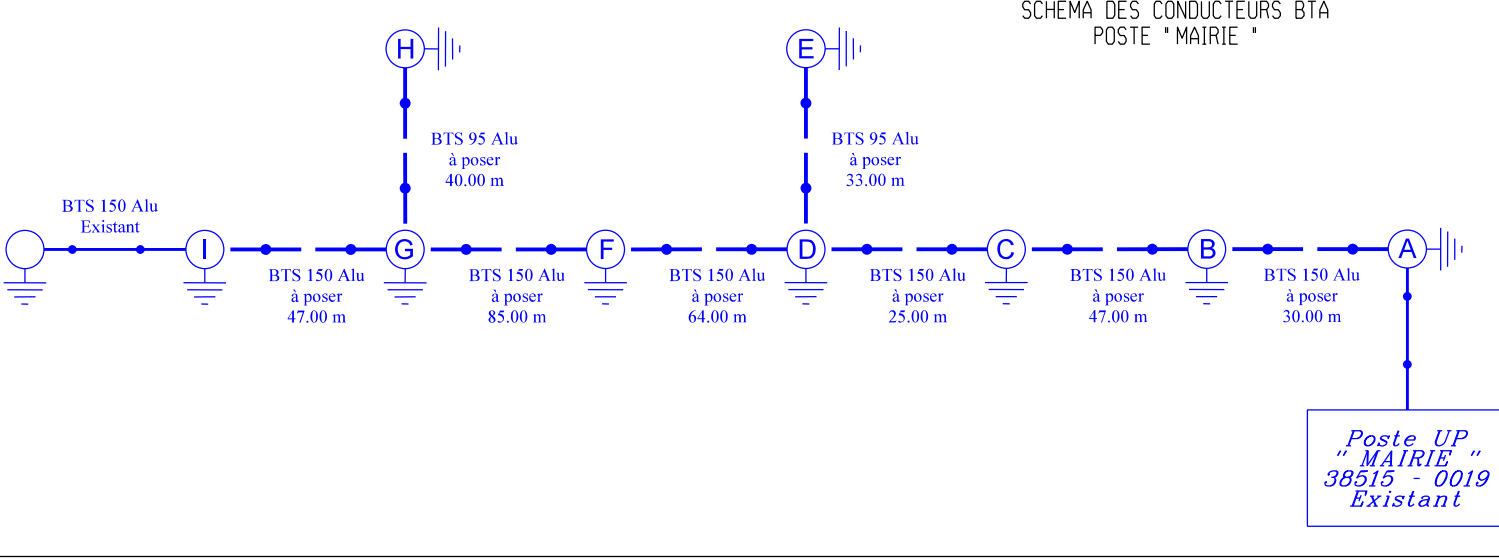 SCHEMA DES CONDUCTEURS BTA
POSTE " MAIRIE "
H
E
BTS 95 Alu
à poser
40.00 m
BTS 95 Alu
à poser
33.00 m
BTS 150 Alu
Existant
I
G
F
D
C
B
A
BTS 150 Alu
à poser
47.00 m
BTS 150 Alu
à poser
85.00 m
BTS 150 Alu
à poser
64.00 m
BTS 150 Alu
à poser
25.00 m
BTS 150 Alu
à poser
47.00 m
BTS 150 Alu
à poser
30.00 m
Poste UP
" MAIRIE "
38515 - 0019
Existant